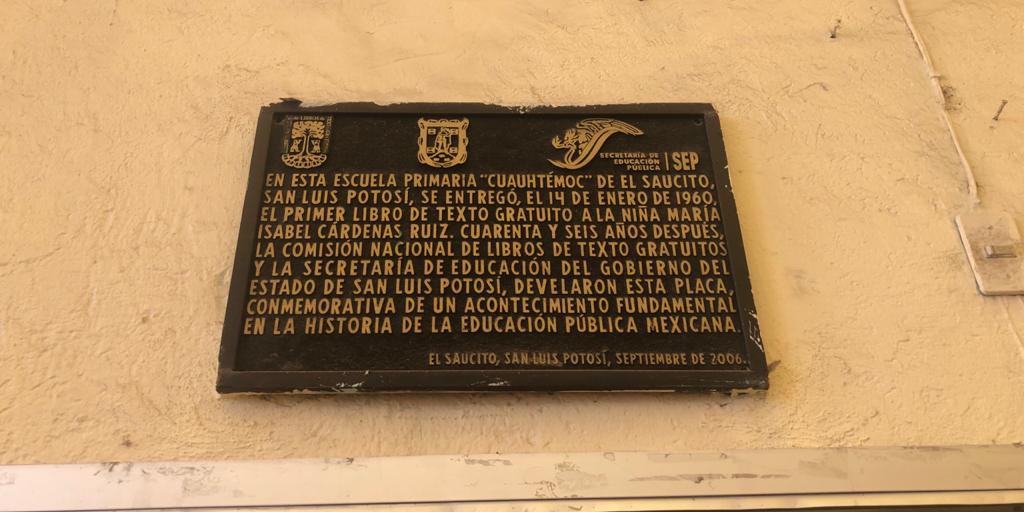 SECRETARÍA DE
EDUCACIÓN
PÚBLICA
SEP
EN ESTA ESCUELA PRIMARIA "CUAUHTÉMOC" DE EL SAUCITO,
SAN LUIS POTOSÍ, SE ENTREGÓ, EL 14 DE ENERO DE 1960,
EL PRIMER LIBRO DE TEXTO GRATUITO A LA NIÑA MARÍA
ISABEL CÁRDENAS RUIZ. CUARENTA Y SEIS AÑOS DESPUÉS,
LA COMISIÓN NACIONAL DE LIBROS DE TEXTO GRATUITOS
Y LA SECRETARÍA DE EDUCACIÓN DEL GOBIERNO DEL
ESTADO DE SAN LUIS POTOSÍ, DEVELARON ESTA PLACA,
CONMEMORATIVA DE UN ACONTECIMIENTO FUNDAMENTAL
EN LA HISTORIA DE LA EDUCACIÓN PÚBLICA MEXICANA.
EL SAUCITO, SAN LUIS POTOSÍ, SEPTIEMBRE DE 2006.